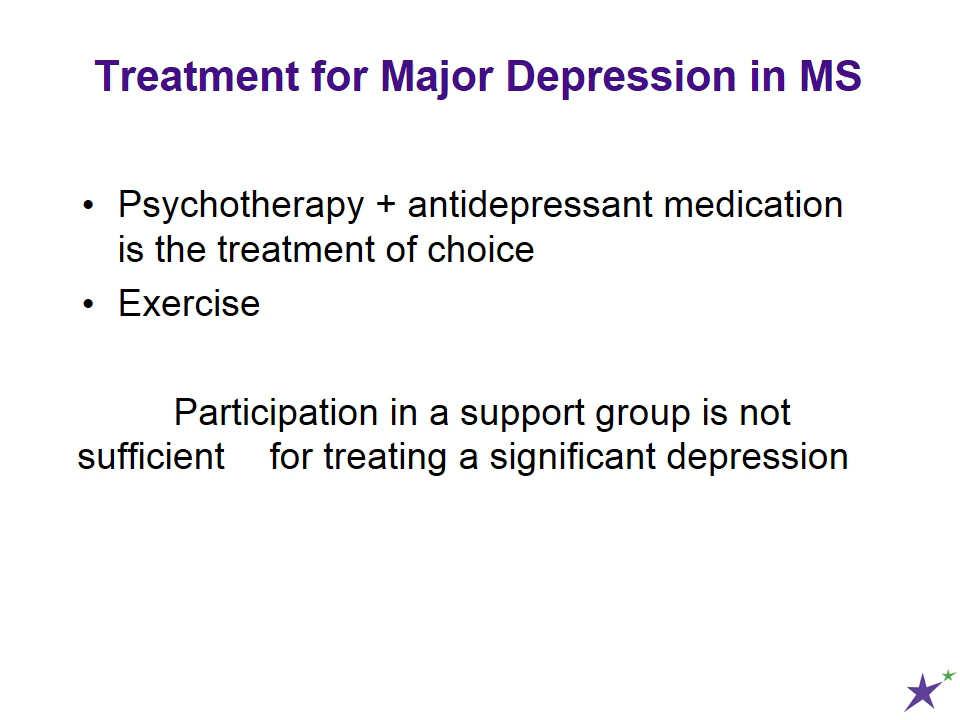 Treatment for Major Depression in MS
• Psychotherapy + antidepressant medication
is the treatment of choice
• Exercise
Participation in a support group is not
sufficient for treating a significant depression